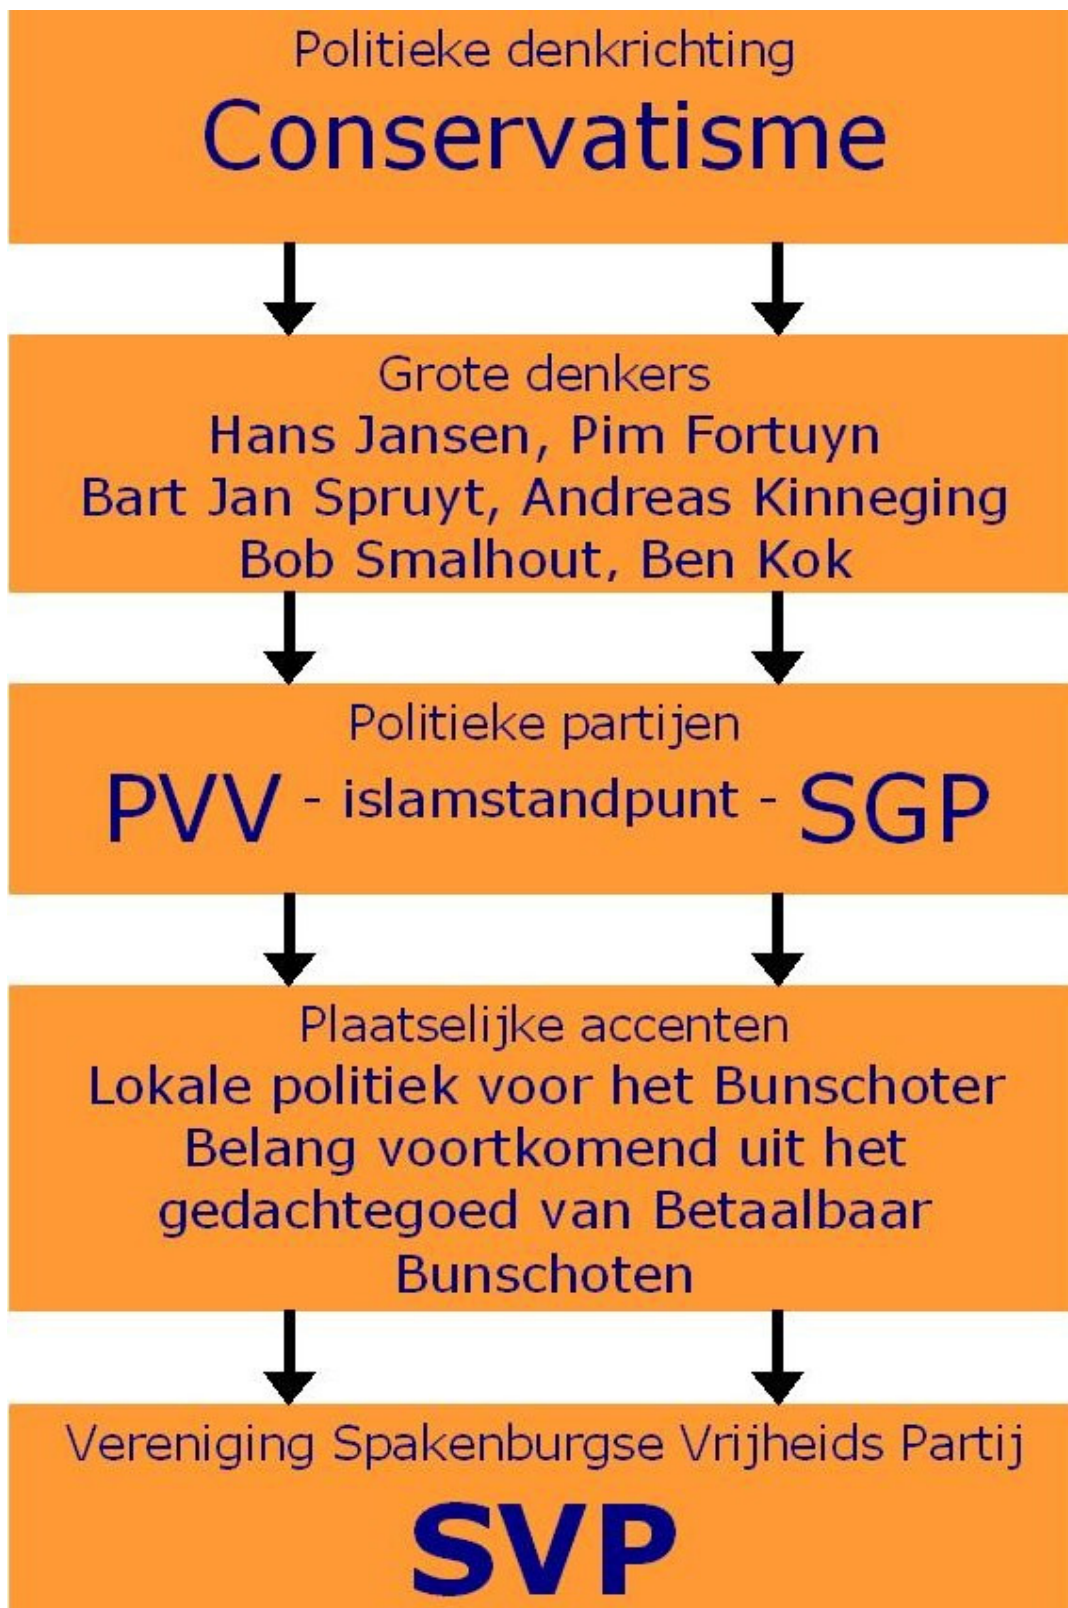 Politieke denkrichting
Conservatisme
Grote denkers
Hans Jansen, Pim Fortuyn
Bart Jan Spruyt, Andreas Kinneging
Bob Smalhout, Ben Kok
Politieke partijen
PVV - islamstandpunt - SGP
Plaatselijke accenten
Lokale politiek voor het Bunschoter
Belang voortkomend uit het
gedachtegoed van Betaalbaar
Bunschoten
Vereniging Spakenburgse Vrijheids Partij
SVP